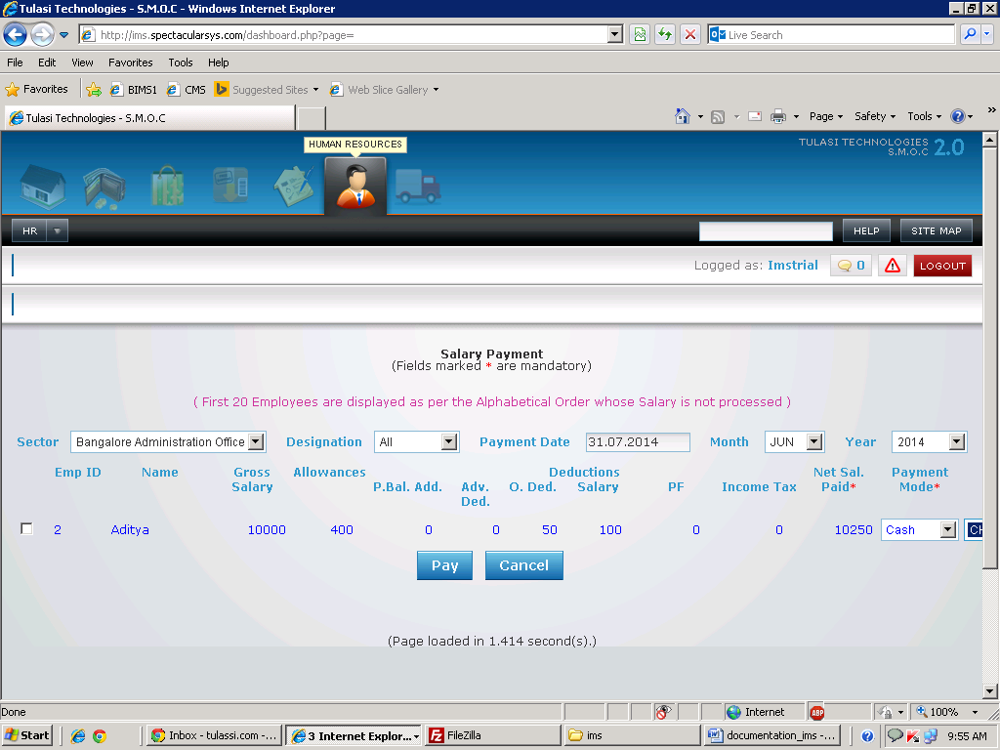 Tulasi Technologies - S.M.O.C - Windows Internet Explorer
http://ims.spectacularsys.com/dashboard.php?page= Live Search
File Edit View Favorites Tools Help
Favorites BIMS1 CMS Suggested Sites Web Slice Gallery
Tulasi Technologies - S.M.O.C Page Safety Tools »
HUMAN RESOURCES
TULASI TECHNOLOGIES
S.M.O.C 2.0
HR HELP SITE MAP
Logged as: Imstrial 0 LOGOUT
Salary Payment
(Fields marked * are mandatory)
( First 20 Employees are displayed as per the Alphabetical Order whose Salary is not processed )
Sector Bangalore Administration Office Designation All Payment Date 31.07.2014 Month JUN Year 2014
Emp ID Name Gross Salary Allowances Deductions Net Sal. Paid* Payment Mode*
P.Bal. Add. Adv. Ded. O. Ded. Salary PF Income Tax
2 Aditya 10000 400 0 0 50 100 0 0 10250 Cash CH
Pay Cancel
(Page loaded in 1.414 second(s).)
Done Internet ABP 100%
Start Inbox - tulassi.com -... 3 Internet Explor... FileZilla ims documentation_ims -... 9:55 AM